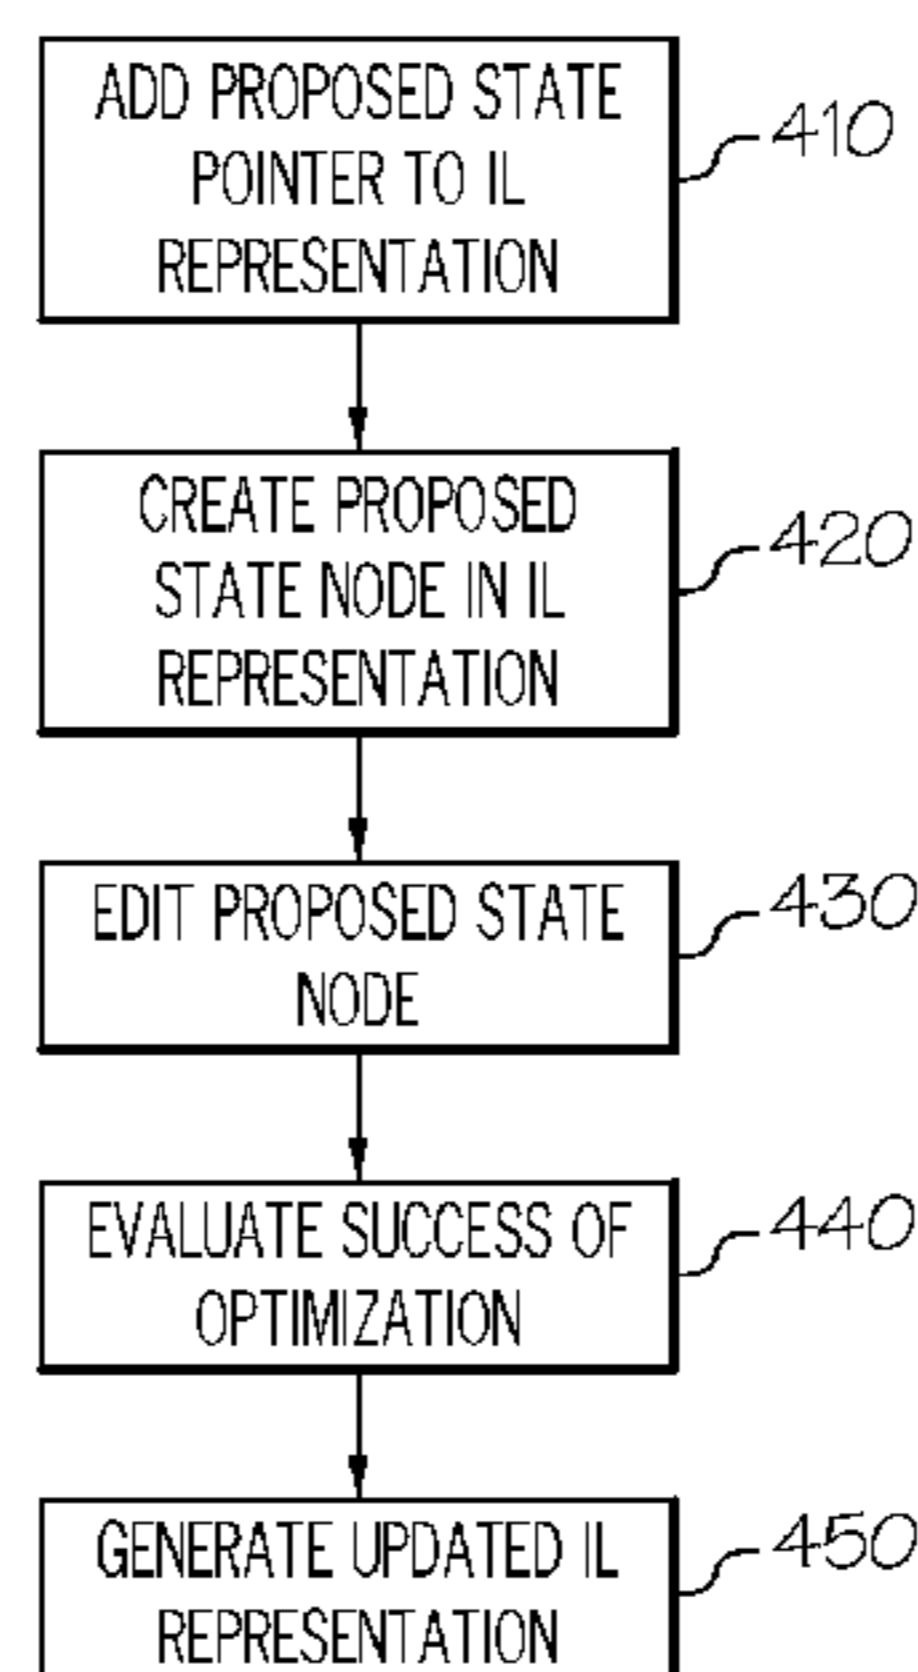 ADD PROPOSED STATE
POINTER TO IL
REPRESENTATION
410
CREATE PROPOSED
STATE NODE IN IL
REPRESENTATION
420
EDIT PROPOSED STATE
NODE
430
EVALUATE SUCCESS OF
OPTIMIZATION
440
GENERATE UPDATED IL
REPRESENTATION
450